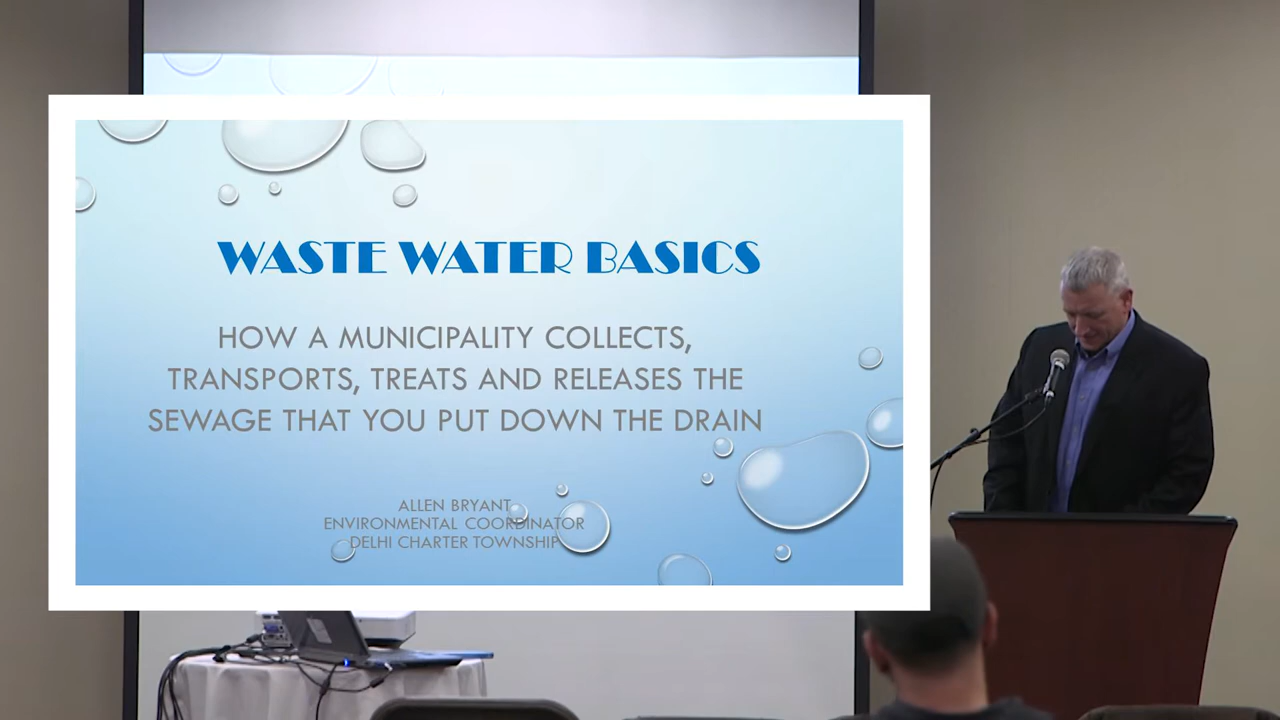 WASTE WATER BASICS
HOW A MUNICIPALITY COLLECTS,
TRANSPORTS, TREATS AND RELEASES THE
SEWAGE THAT YOU PUT DOWN THE DRAIN
ALLEN BRYANT
ENVIRONMENTAL COORDINATOR
DELHI CHARTER TOWNSHIP